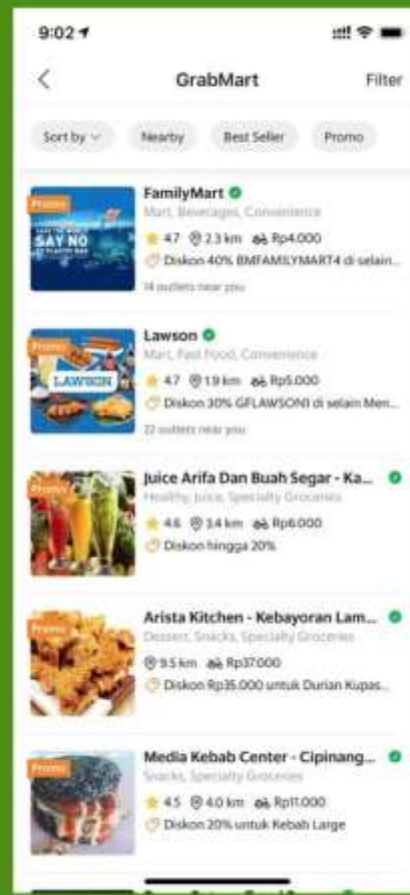 9:02
GrabMart
Filter
Sort by
Nearby
Best Seller
Promo
Promo
SAY NO
FamilyMart
Mart, Beverages, Convenience
4.7 2.3 km Rp4.000
Diskon 40% BMFAMILYMART4 di selain...
14 outlets near you
Promo
LAWSON
Lawson
Mart, Fast Food, Convenience
4.7 1.9 km Rp5.000
Diskon 30% GFLAWSON1 di selain Men...
22 outlets near you
Promo
Juice Arifa Dan Buah Segar - Ka...
Healthy, Juice, Specialty Groceries
4.6 3.4 km Rp6.000
Diskon hingga 20%
Promo
Arista Kitchen - Kebayoran Lam...
Dessert, Snacks, Specialty Groceries
9.5 km Rp37.000
Diskon Rp35.000 untuk Durian Kupas...
Promo
Media Kebab Center - Cipinang...
Snacks, Specialty Groceries
4.5 4.0 km Rp11.000
Diskon 20% untuk Kebab Large